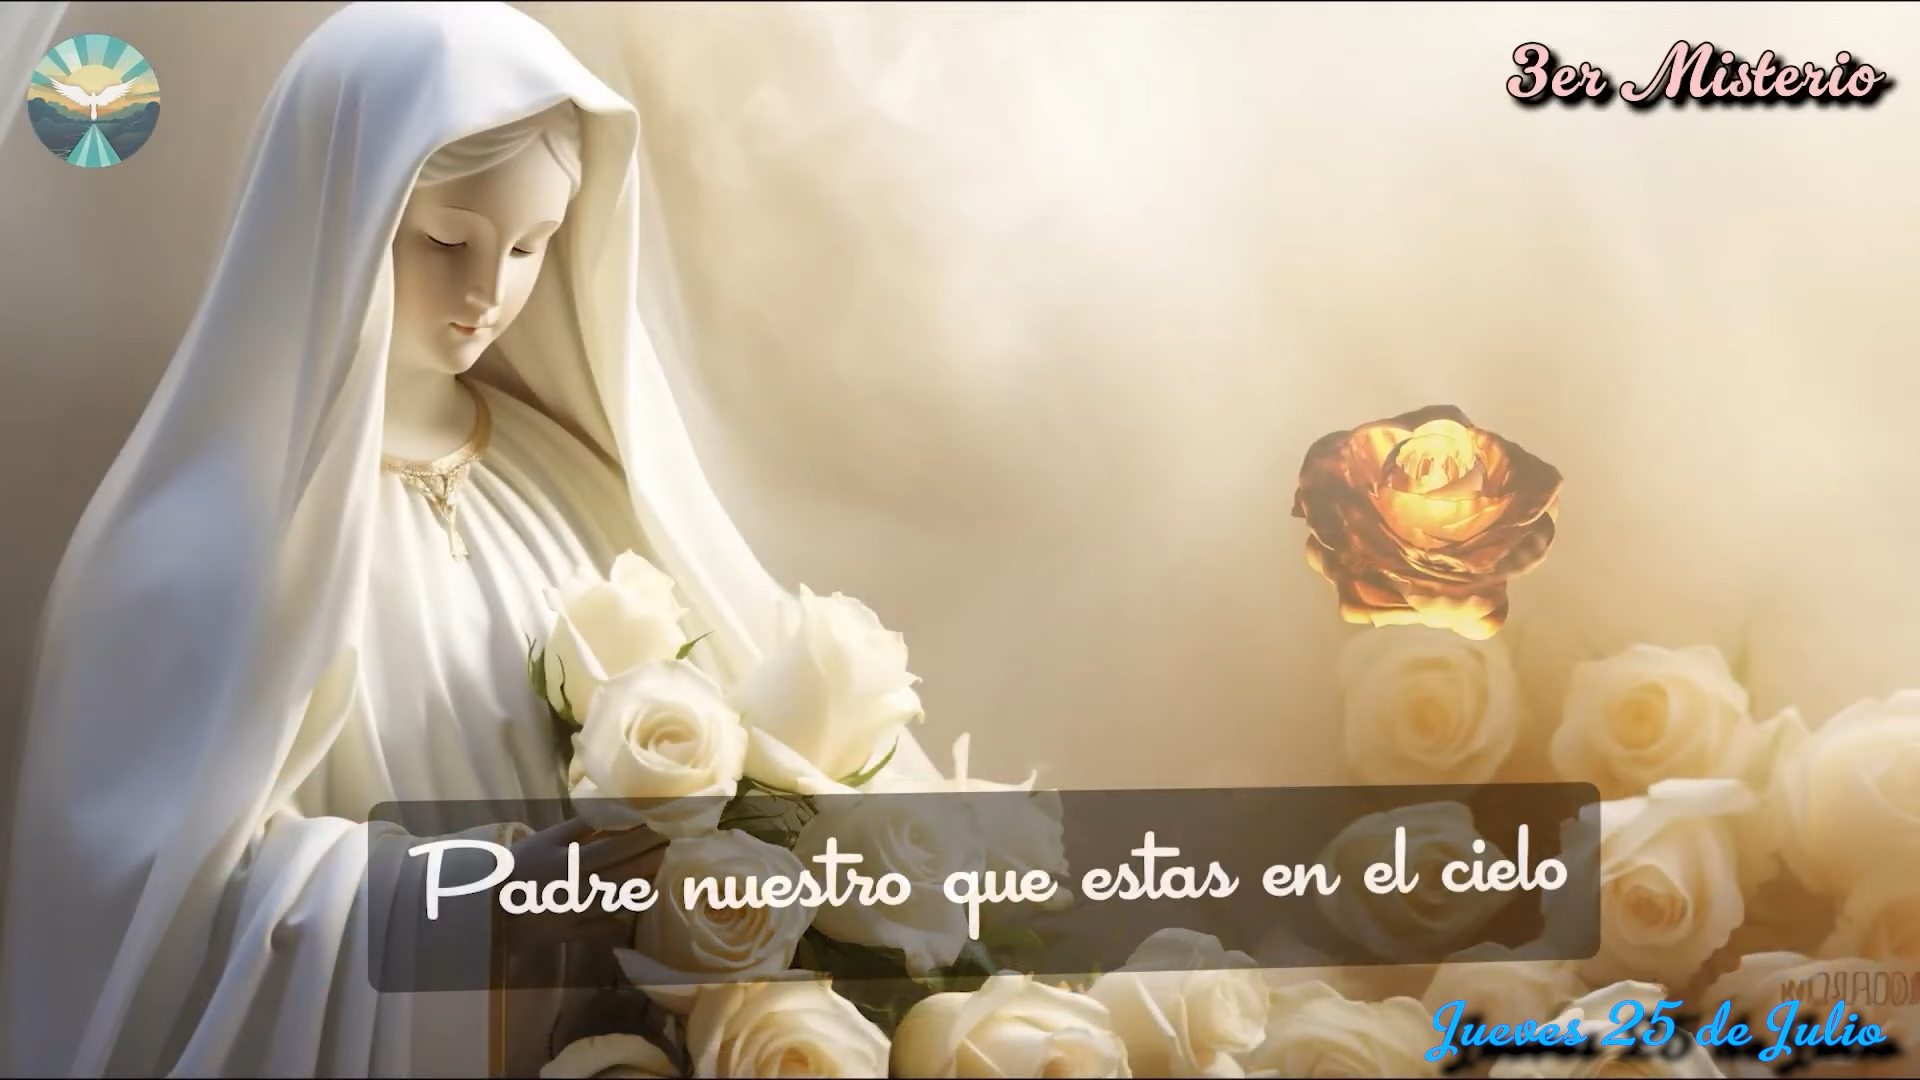 3er Misterio
Padre nuestro que estas en el cielo
Jueves 25 de Julio